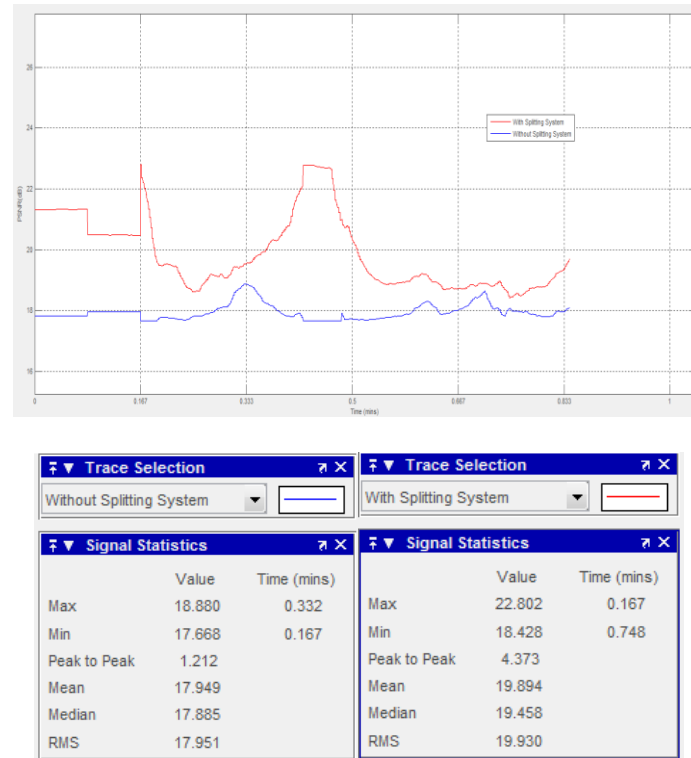 26
24
With Splitting System
Without Splitting System
22
PSNR(dB)
20
18
16
0 0.167 0.333 0.5 0.667 0.833 1
Time (mins)
Trace Selection
Without Splitting System
Signal Statistics
Value Time (mins)
Max 18.880 0.332
Min 17.668 0.167
Peak to Peak 1.212
Mean 17.949
Median 17.885
RMS 17.951
Trace Selection
With Splitting System
Signal Statistics
Value Time (mins)
Max 22.802 0.167
Min 18.428 0.748
Peak to Peak 4.373
Mean 19.894
Median 19.458
RMS 19.930